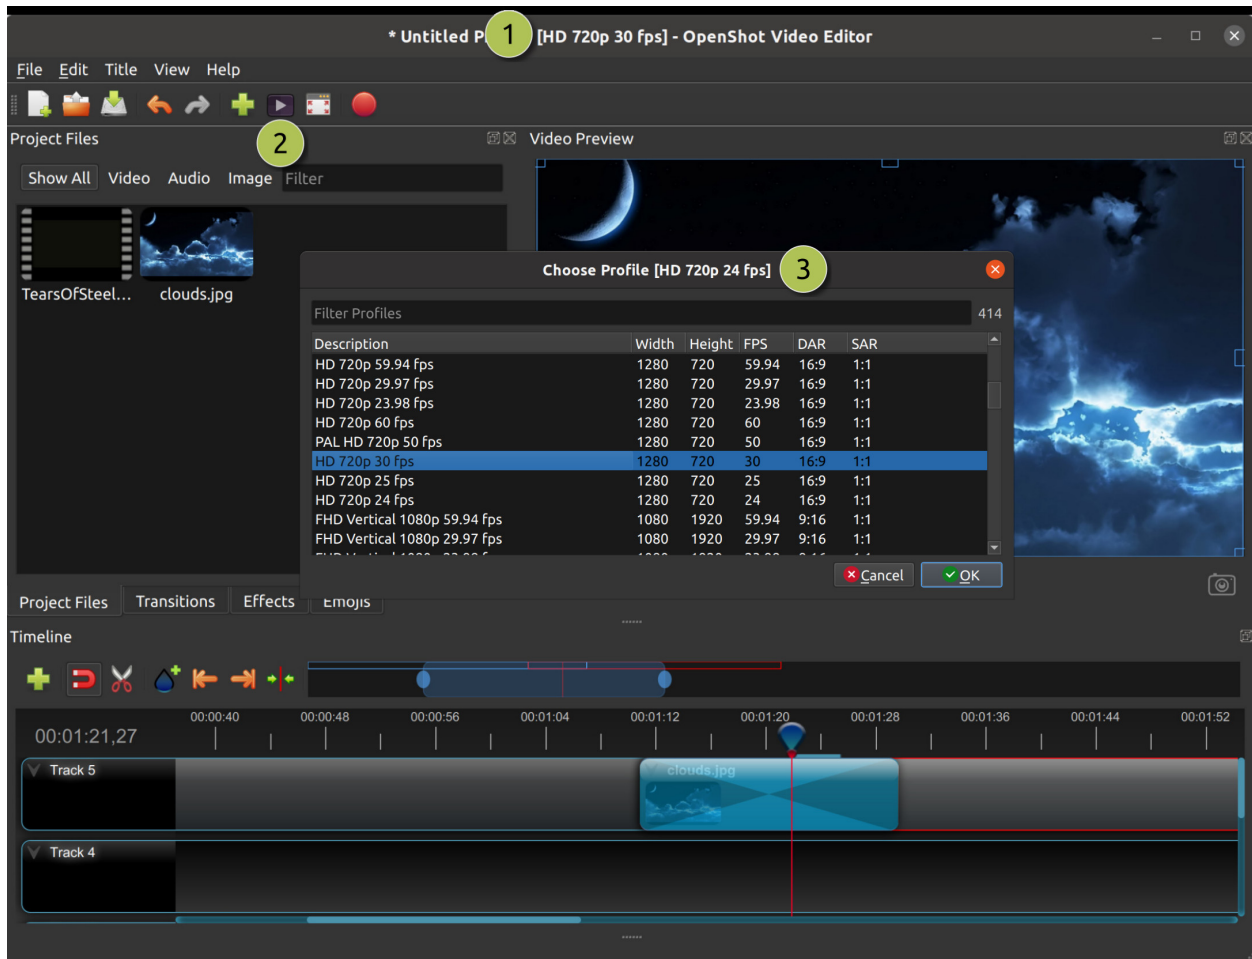 * Untitled P 1 [HD 720p 30 fps] - OpenShot Video Editor
File Edit Title View Help
2
Project Files
Video Preview
Show All Video Audio Image Filter
TearsOfSteel... clouds.jpg
Choose Profile [HD 720p 24 fps] 3
Filter Profiles 414
Description Width Height FPS DAR SAR
HD 720p 59.94 fps 1280 720 59.94 16:9 1:1
HD 720p 29.97 fps 1280 720 29.97 16:9 1:1
HD 720p 23.98 fps 1280 720 23.98 16:9 1:1
HD 720p 60 fps 1280 720 60 16:9 1:1
PAL HD 720p 50 fps 1280 720 50 16:9 1:1
HD 720p 30 fps 1280 720 30 16:9 1:1
HD 720p 25 fps 1280 720 25 16:9 1:1
HD 720p 24 fps 1280 720 24 16:9 1:1
FHD Vertical 1080p 59.94 fps 1080 1920 59.94 9:16 1:1
FHD Vertical 1080p 29.97 fps 1080 1920 29.97 9:16 1:1
Cancel OK
Project Files Transitions Effects Emojis
Timeline
00:00:40 00:00:48 00:00:56 00:01:04 00:01:12 00:01:20 00:01:28 00:01:36 00:01:44 00:01:52
00:01:21,27
Track 5
clouds.jpg
Track 4